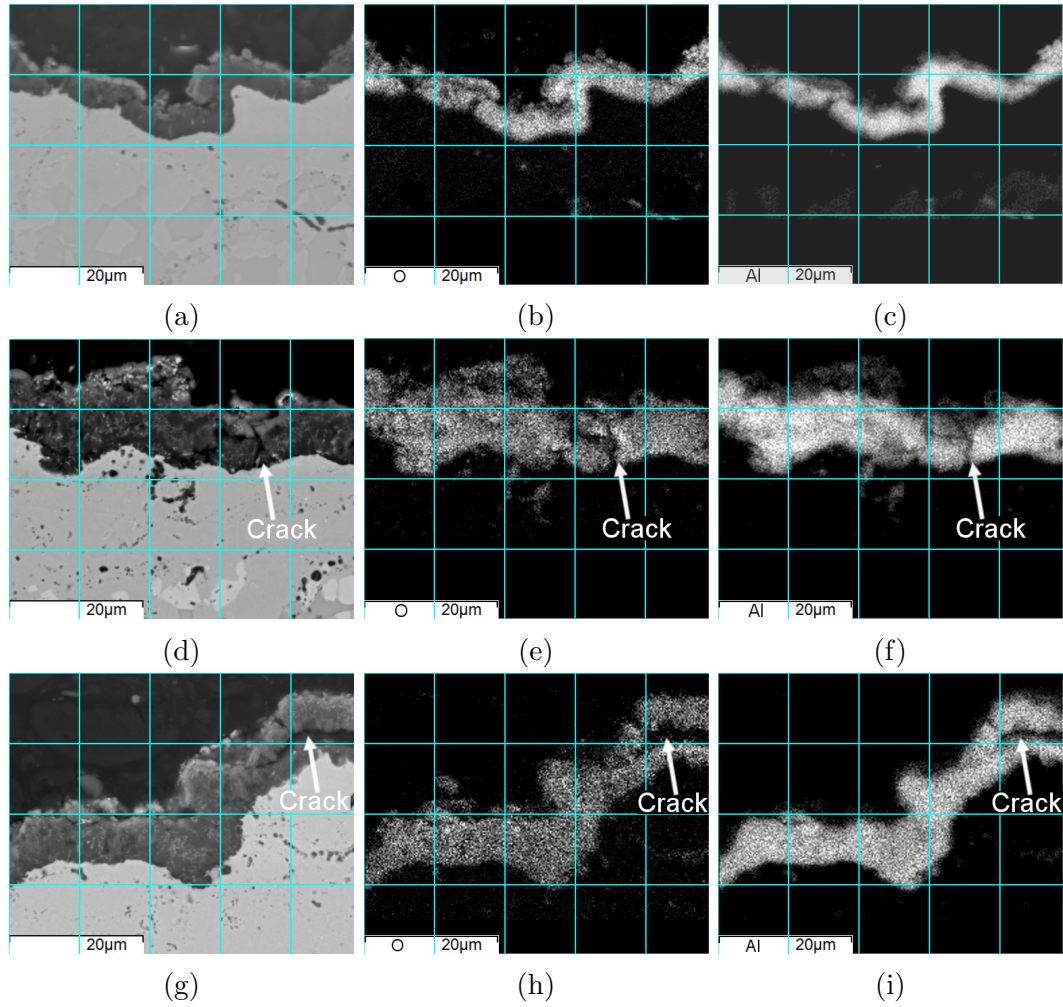 20µm
O 20µm
Al 20µm
(a)
(b)
(c)
Crack
Crack
Crack
20µm
O 20µm
Al 20µm
(d)
(e)
(f)
Crack
Crack
Crack
20µm
O 20µm
Al 20µm
(g)
(h)
(i)